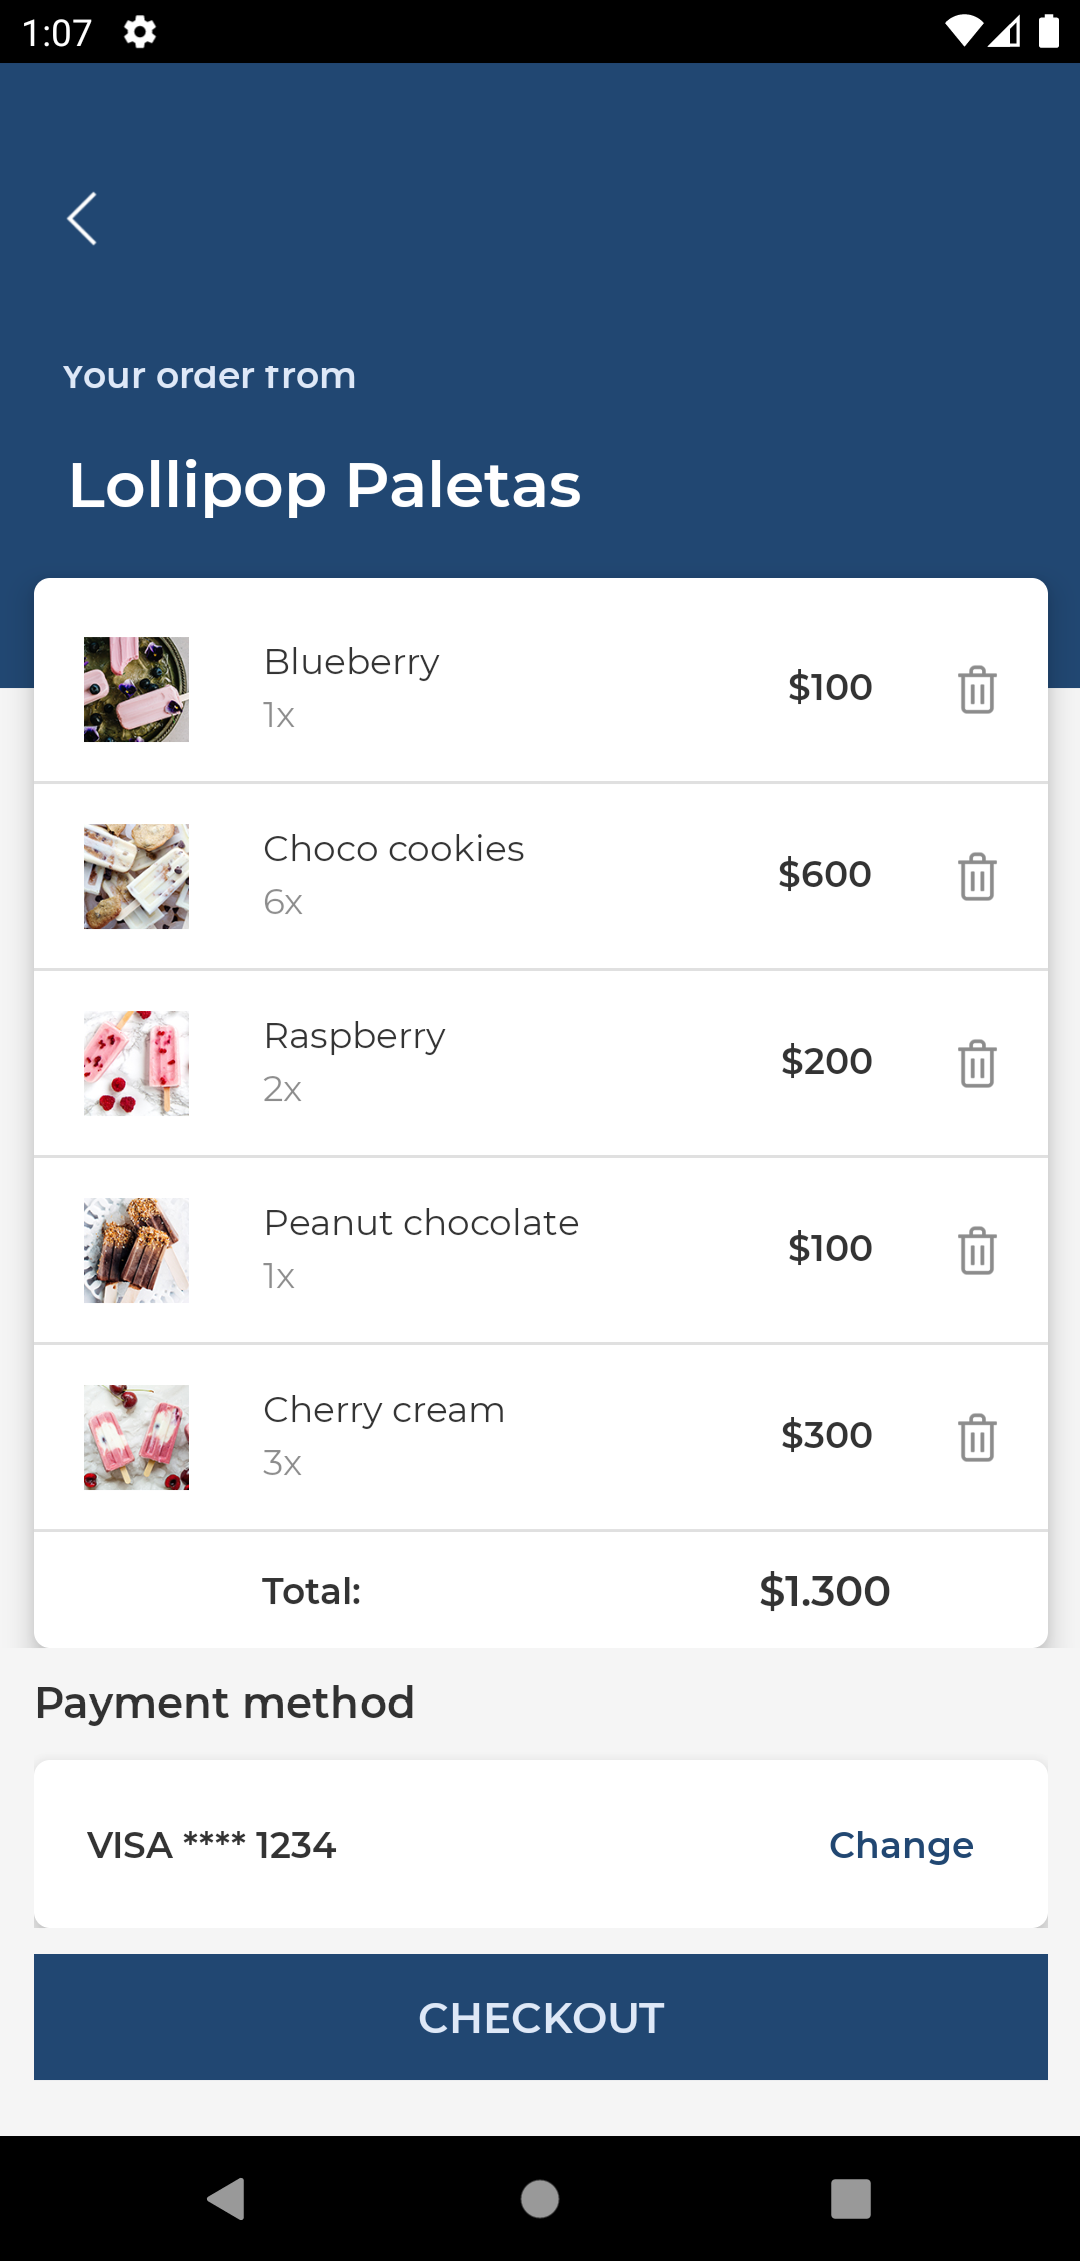 1:07
Your order from
Lollipop Paletas
Blueberry
1x
$100
Choco cookies
6x
$600
Raspberry
2x
$200
Peanut chocolate
1x
$100
Cherry cream
3x
$300
Total: $1.300
Payment method
VISA **** 1234 Change
CHECKOUT